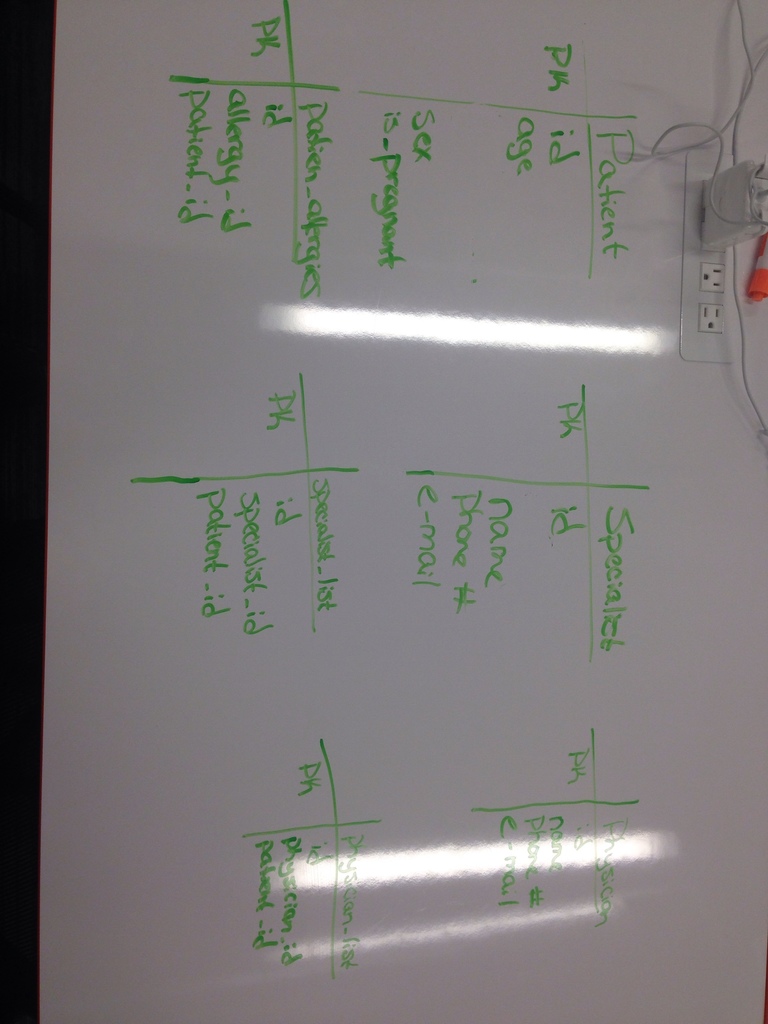 Patient
PK id
age
sex
is_pregnant
Specialist
PK id
name
phone #
e-mail
Physician
PK id
name
phone #
e-mail
patien_allrgies
PK id
allergy_id
patient_id
specialist_list
PK id
specialist_id
patient_id
physician_list
PK id
physician_id
patient_id